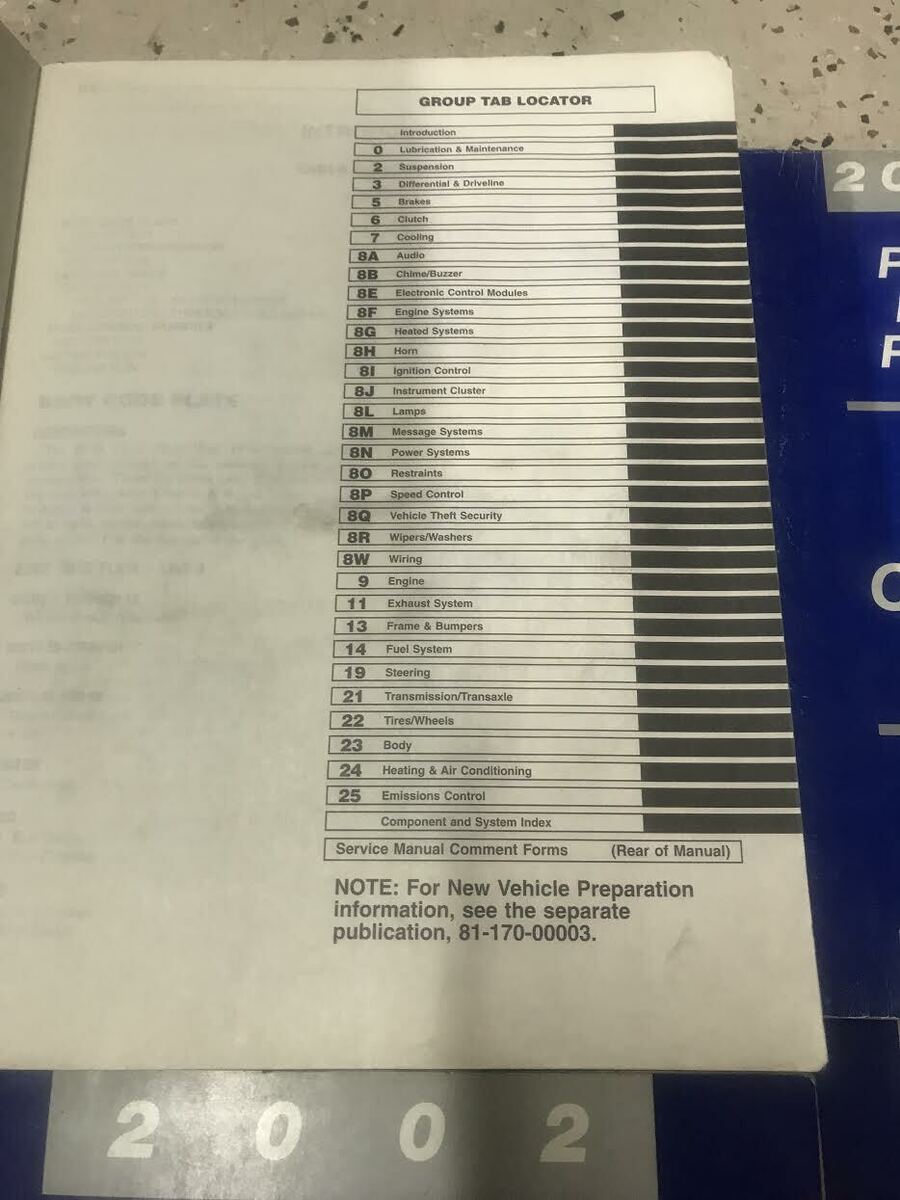 GROUP TAB LOCATOR
Introduction
0 Lubrication & Maintenance
2 Suspension
3 Differential & Driveline
5 Brakes
6 Clutch
7 Cooling
8A Audio
8B Chime/Buzzer
8E Electronic Control Modules
8F Engine Systems
8G Heated Systems
8H Horn
8I Ignition Control
8J Instrument Cluster
8L Lamps
8M Message Systems
8N Power Systems
8O Restraints
8P Speed Control
8Q Vehicle Theft Security
8R Wipers/Washers
8W Wiring
9 Engine
11 Exhaust System
13 Frame & Bumpers
14 Fuel System
19 Steering
21 Transmission/Transaxle
22 Tires/Wheels
23 Body
24 Heating & Air Conditioning
25 Emissions Control
Component and System Index
Service Manual Comment Forms (Rear of Manual)
NOTE: For New Vehicle Preparation
information, see the separate
publication, 81-170-00003.
2002